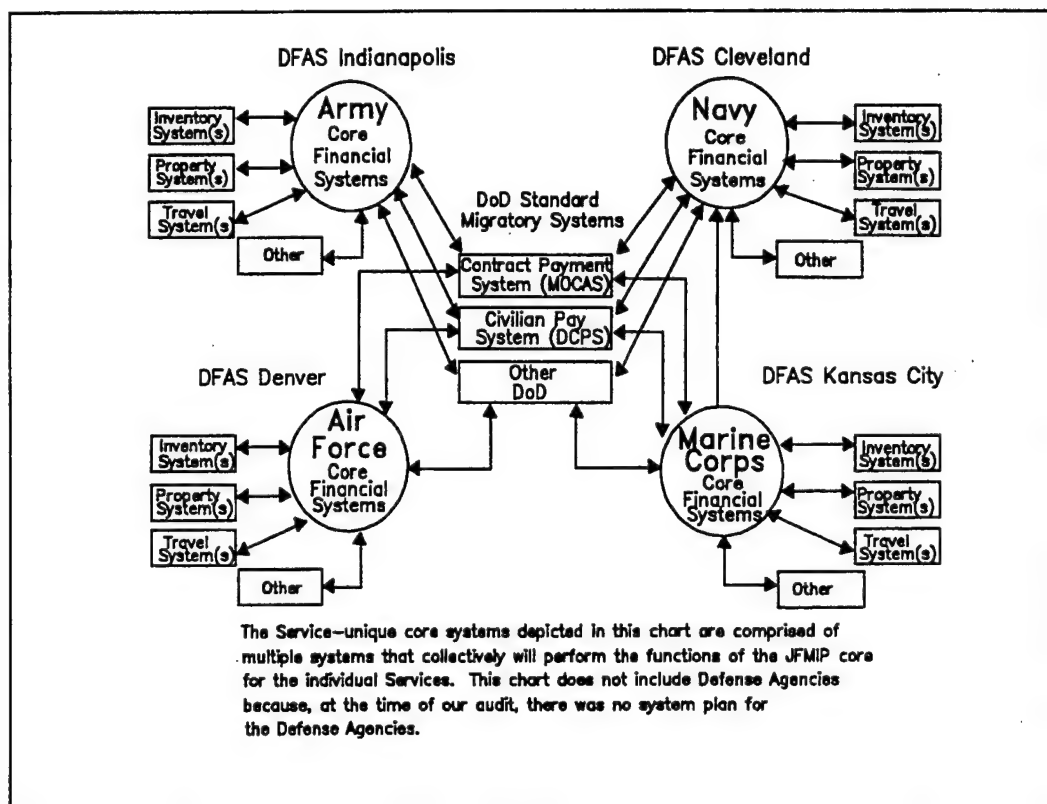 DFAS Indianapolis
DFAS Cleveland
Army
Core
Financial
Systems
Inventory
System(s)
Property
System(s)
Travel
System(s)
Other
Navy
Core
Financial
Systems
Inventory
System(s)
Property
System(s)
Travel
System(s)
Other
DoD Standard
Migratory Systems
Contract Payment
System (MOCAS)
Civilian Pay
System (DCPS)
Other
DoD
DFAS Denver
DFAS Kansas City
Air
Force
Core
Financial
Systems
Inventory
System(s)
Property
System(s)
Travel
System(s)
Other
Marine
Corps
Core
Financial
Systems
Inventory
System(s)
Property
System(s)
Travel
System(s)
Other
The Service-unique core systems depicted in this chart are comprised of
multiple systems that collectively will perform the functions of the JFMIP core
for the individual Services. This chart does not include Defense Agencies
because, at the time of our audit, there was no system plan for
the Defense Agencies.